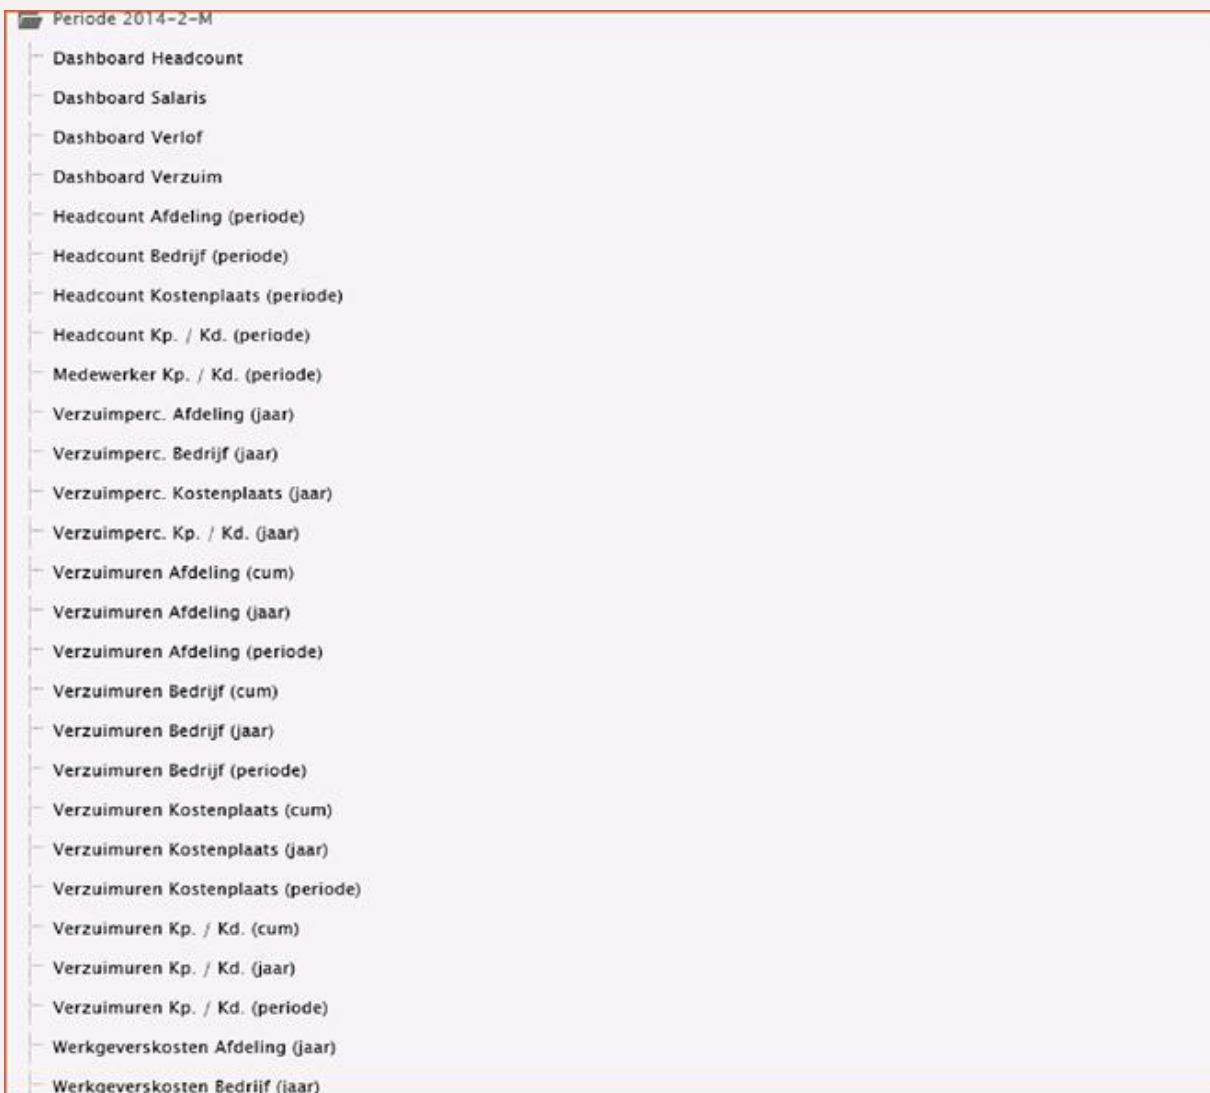 Periode 2014-2-M
Dashboard Headcount
Dashboard Salaris
Dashboard Verlof
Dashboard Verzuim
Headcount Afdeling (periode)
Headcount Bedrijf (periode)
Headcount Kostenplaats (periode)
Headcount Kp. / Kd. (periode)
Medewerker Kp. / Kd. (periode)
Verzuimperc. Afdeling (jaar)
Verzuimperc. Bedrijf (jaar)
Verzuimperc. Kostenplaats (jaar)
Verzuimperc. Kp. / Kd. (jaar)
Verzuimuren Afdeling (cum)
Verzuimuren Afdeling (jaar)
Verzuimuren Afdeling (periode)
Verzuimuren Bedrijf (cum)
Verzuimuren Bedrijf (jaar)
Verzuimuren Bedrijf (periode)
Verzuimuren Kostenplaats (cum)
Verzuimuren Kostenplaats (jaar)
Verzuimuren Kostenplaats (periode)
Verzuimuren Kp. / Kd. (cum)
Verzuimuren Kp. / Kd. (jaar)
Verzuimuren Kp. / Kd. (periode)
Werkgeverskosten Afdeling (jaar)
Werkgeverskosten Bedrijf (jaar)